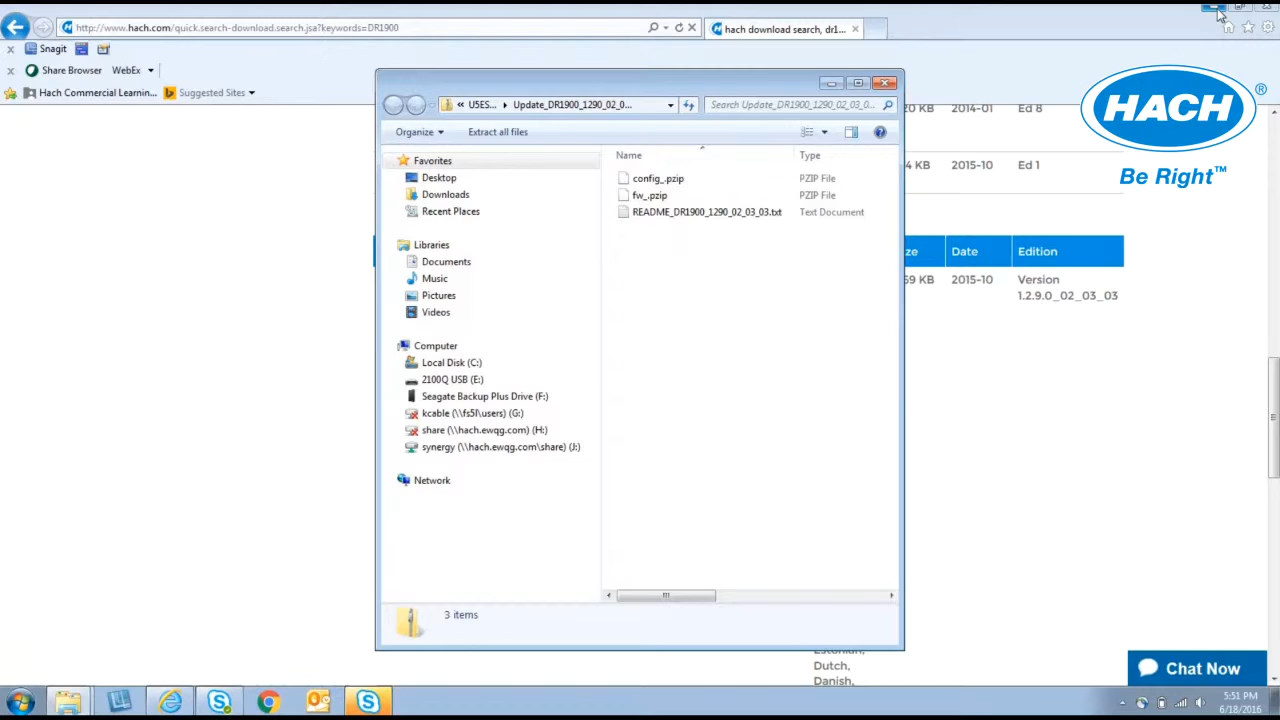 http://www.hach.com/quick.search-download.search.jsa?keywords=DR1900
hach download search, dr1...
x Snagit
x Share Browser WebEx
Hach Commercial Learnin... Suggested Sites
HACH®
Be Right™
« USES... Update_DR1900_1290_02_0... Search Update_DR1900_1290_02_03_0...
Organize Extract all files
Name Type
Favorites
Desktop
Downloads
Recent Places
Libraries
Documents
Music
Pictures
Videos
Computer
Local Disk (C:)
2100Q USB (E:)
Seagate Backup Plus Drive (F:)
kcable (\\fs5l\users) (G:)
share (\\hach.ewqg.com) (H:)
synergy (\\hach.ewqg.com\share) (J:)
Network
config_.pzip PZIP File
fw_.pzip PZIP File
README_DR1900_1290_02_03_03.txt Text Document
3 items
KB 2014-01 Ed 8
KB 2015-10 Ed 1
ze Date Edition
KB 2015-10 Version
1.2.9.0_02_03_03
Estonian,
Dutch,
Danish,
Chat Now
5:51 PM
6/18/2016